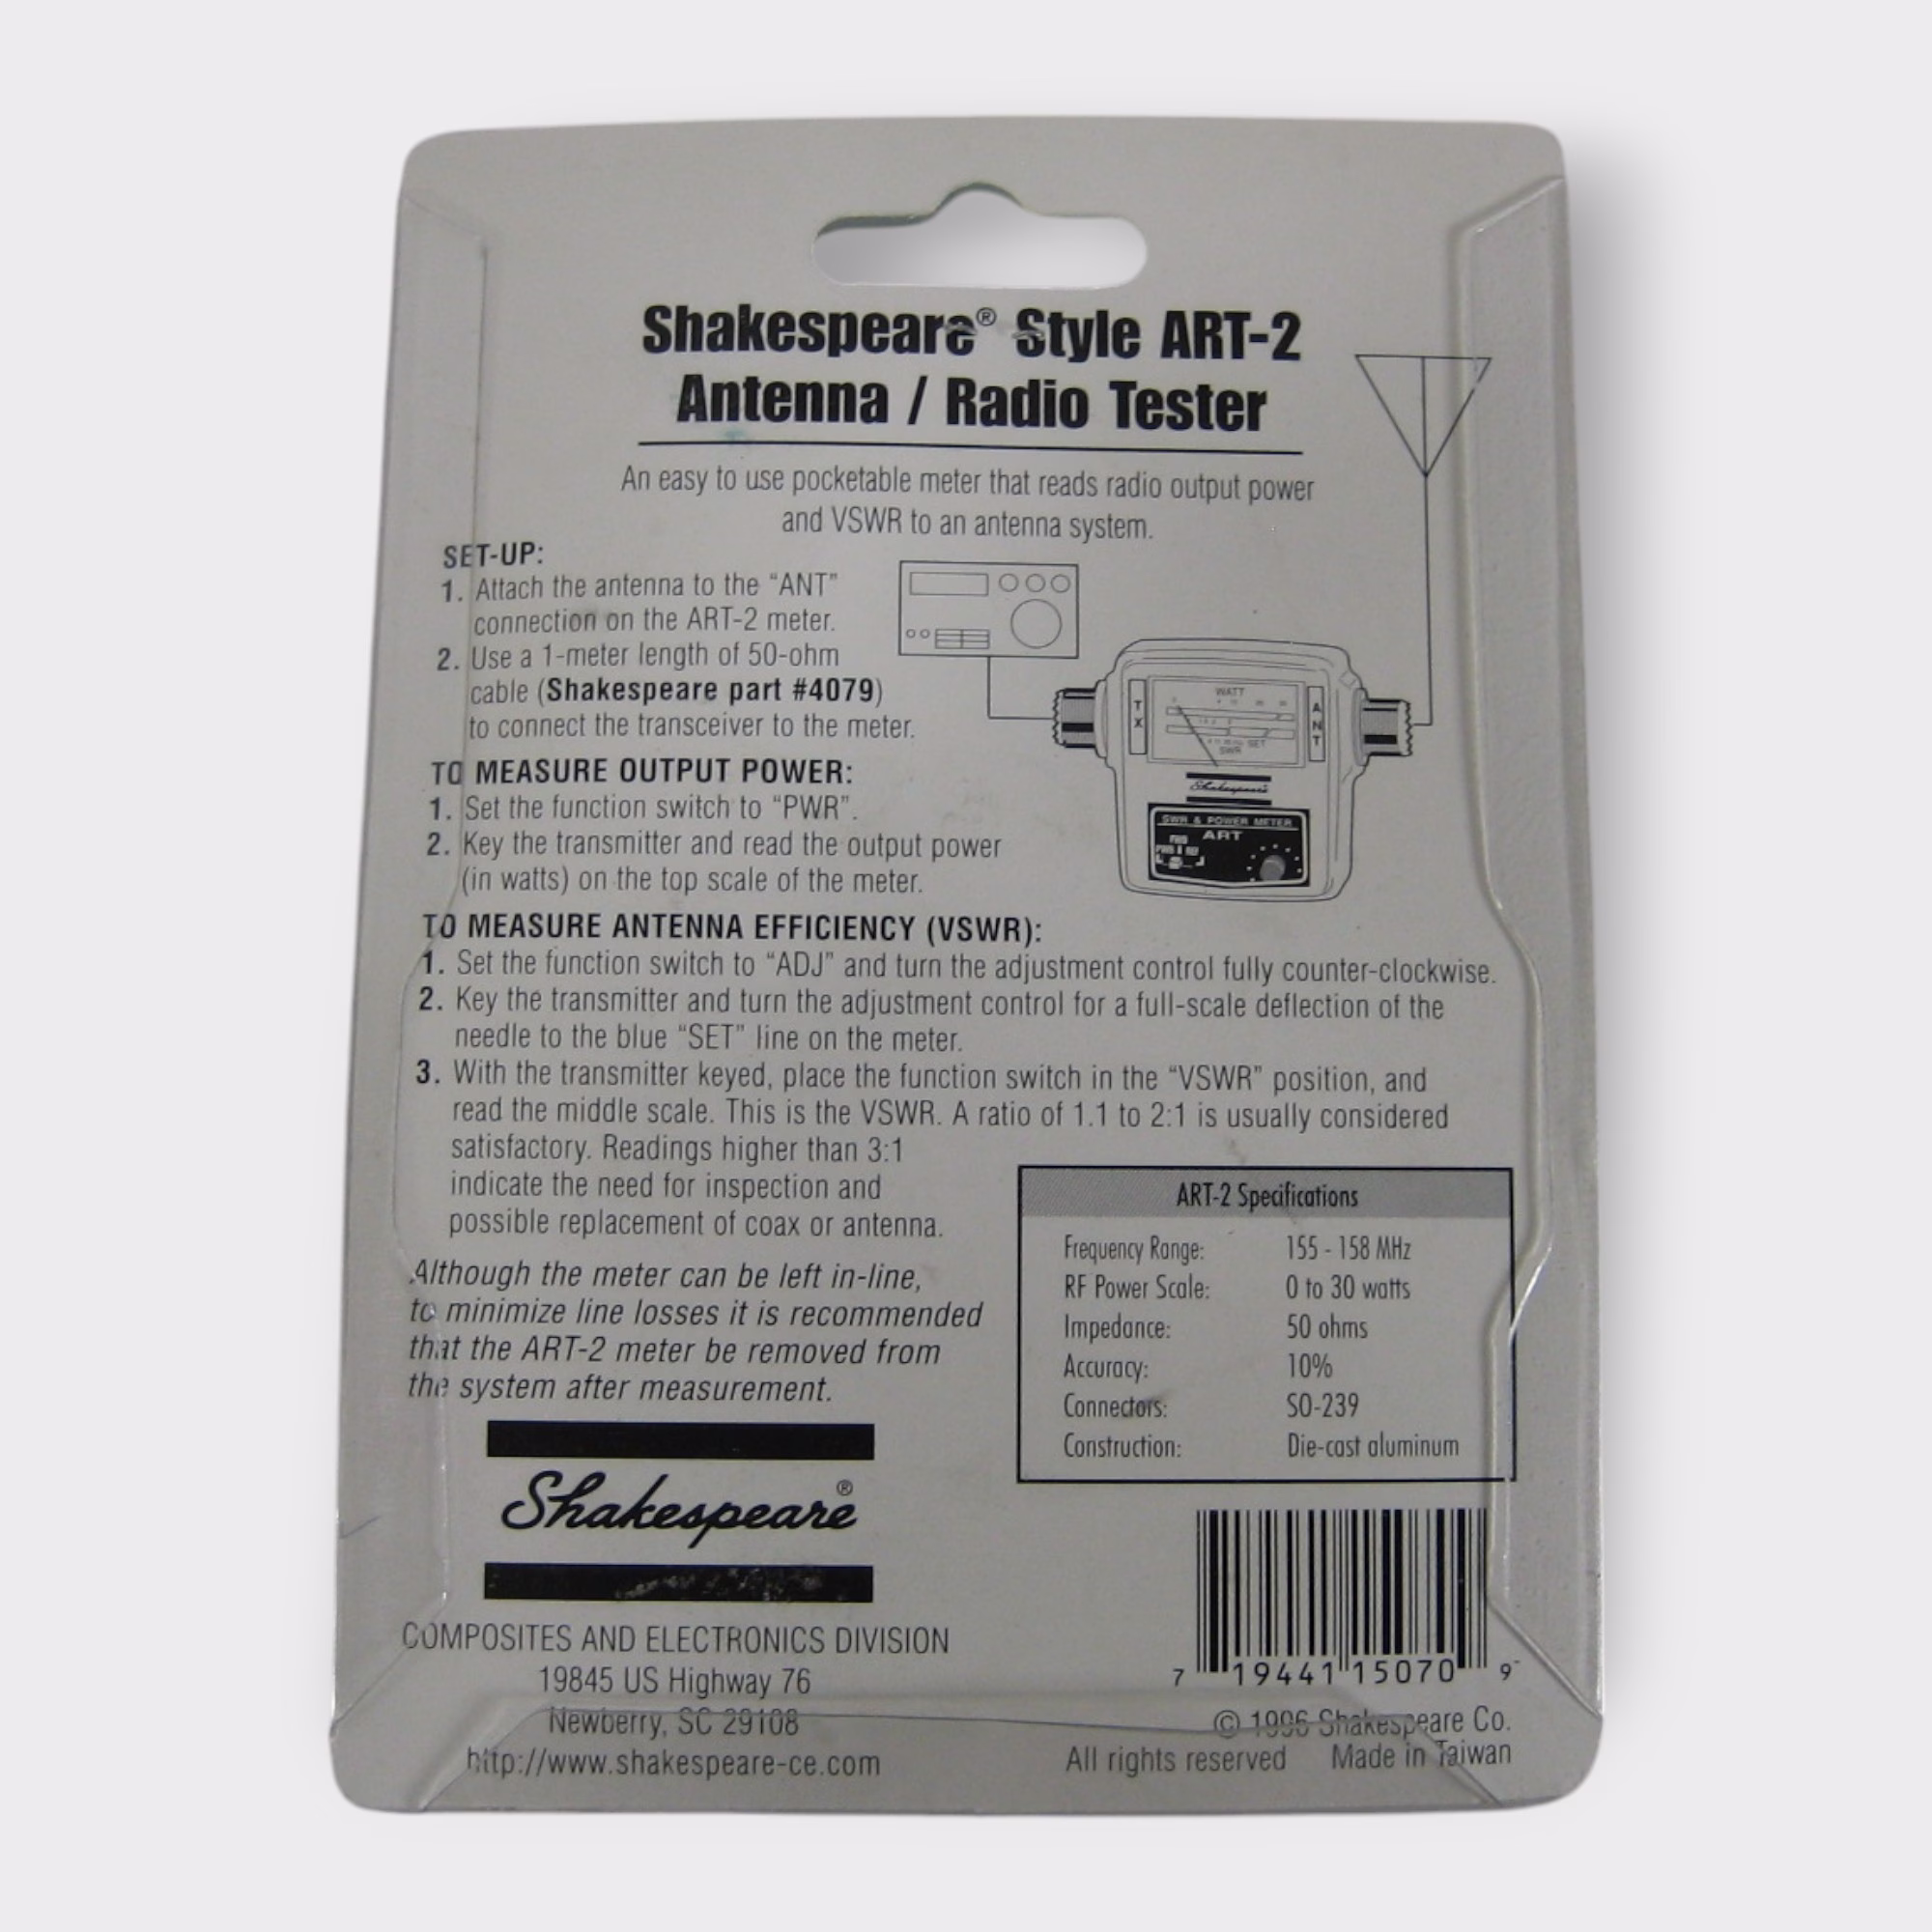 Shakespeare® Style ART-2
Antenna / Radio Tester
An easy to use pocketable meter that reads radio output power
and VSWR to an antenna system.
SET-UP:
1. Attach the antenna to the “ANT”
connection on the ART-2 meter.
2. Use a 1-meter length of 50-ohm
cable (Shakespeare part #4079)
to connect the transceiver to the meter.
WATT
TX
ANT
SET
SWR
Shakespeare
SWR & POWER METER
ART
TO MEASURE OUTPUT POWER:
1. Set the function switch to “PWR”.
2. Key the transmitter and read the output power
(in watts) on the top scale of the meter.
TO MEASURE ANTENNA EFFICIENCY (VSWR):
1. Set the function switch to “ADJ” and turn the adjustment control fully counter-clockwise.
2. Key the transmitter and turn the adjustment control for a full-scale deflection of the
needle to the blue “SET” line on the meter.
3. With the transmitter keyed, place the function switch in the “VSWR” position, and
read the middle scale. This is the VSWR. A ratio of 1.1 to 2:1 is usually considered
satisfactory. Readings higher than 3:1
indicate the need for inspection and
possible replacement of coax or antenna.
Although the meter can be left in-line,
to minimize line losses it is recommended
that the ART-2 meter be removed from
the system after measurement.
ART-2 Specifications
Frequency Range: 155 - 158 MHz
RF Power Scale: 0 to 30 watts
Impedance: 50 ohms
Accuracy: 10%
Connectors: SO-239
Construction: Die-cast aluminum
Shakespeare®
COMPOSITES AND ELECTRONICS DIVISION
19845 US Highway 76
Newberry, SC 29108
http://www.shakespeare-ce.com
7 19441 15070 9
© 1996 Shakespeare Co.
All rights reserved Made in Taiwan